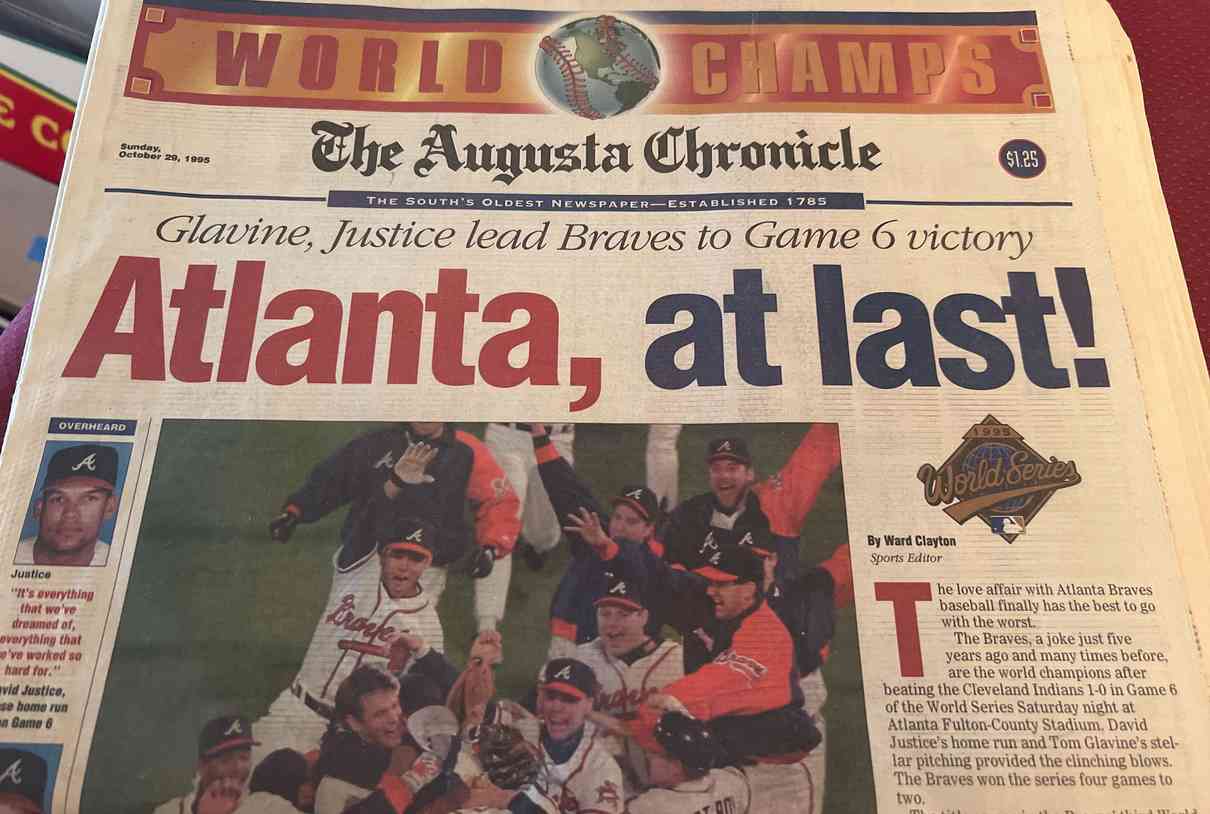 WORLD CHAMPS
Sunday,
October 29, 1995
The Augusta Chronicle
$1.25
THE SOUTH'S OLDEST NEWSPAPER—ESTABLISHED 1785
Glavine, Justice lead Braves to Game 6 victory
Atlanta, at last!
OVERHEARD
A
Justice
"It's everything
that we've
dreamed of,
everything that
we've worked so
hard for."
David Justice,
home run
Game 6
A
Braves
1995
World Series
By Ward Clayton
Sports Editor
The love affair with Atlanta Braves
baseball finally has the best to go
with the worst.
The Braves, a joke just five
years ago and many times before,
are the world champions after
beating the Cleveland Indians 1-0 in Game 6
of the World Series Saturday night at
Atlanta Fulton-County Stadium. David
Justice's home run and Tom Glavine's stel-
lar pitching provided the clinching blows.
The Braves won the series four games to
two.